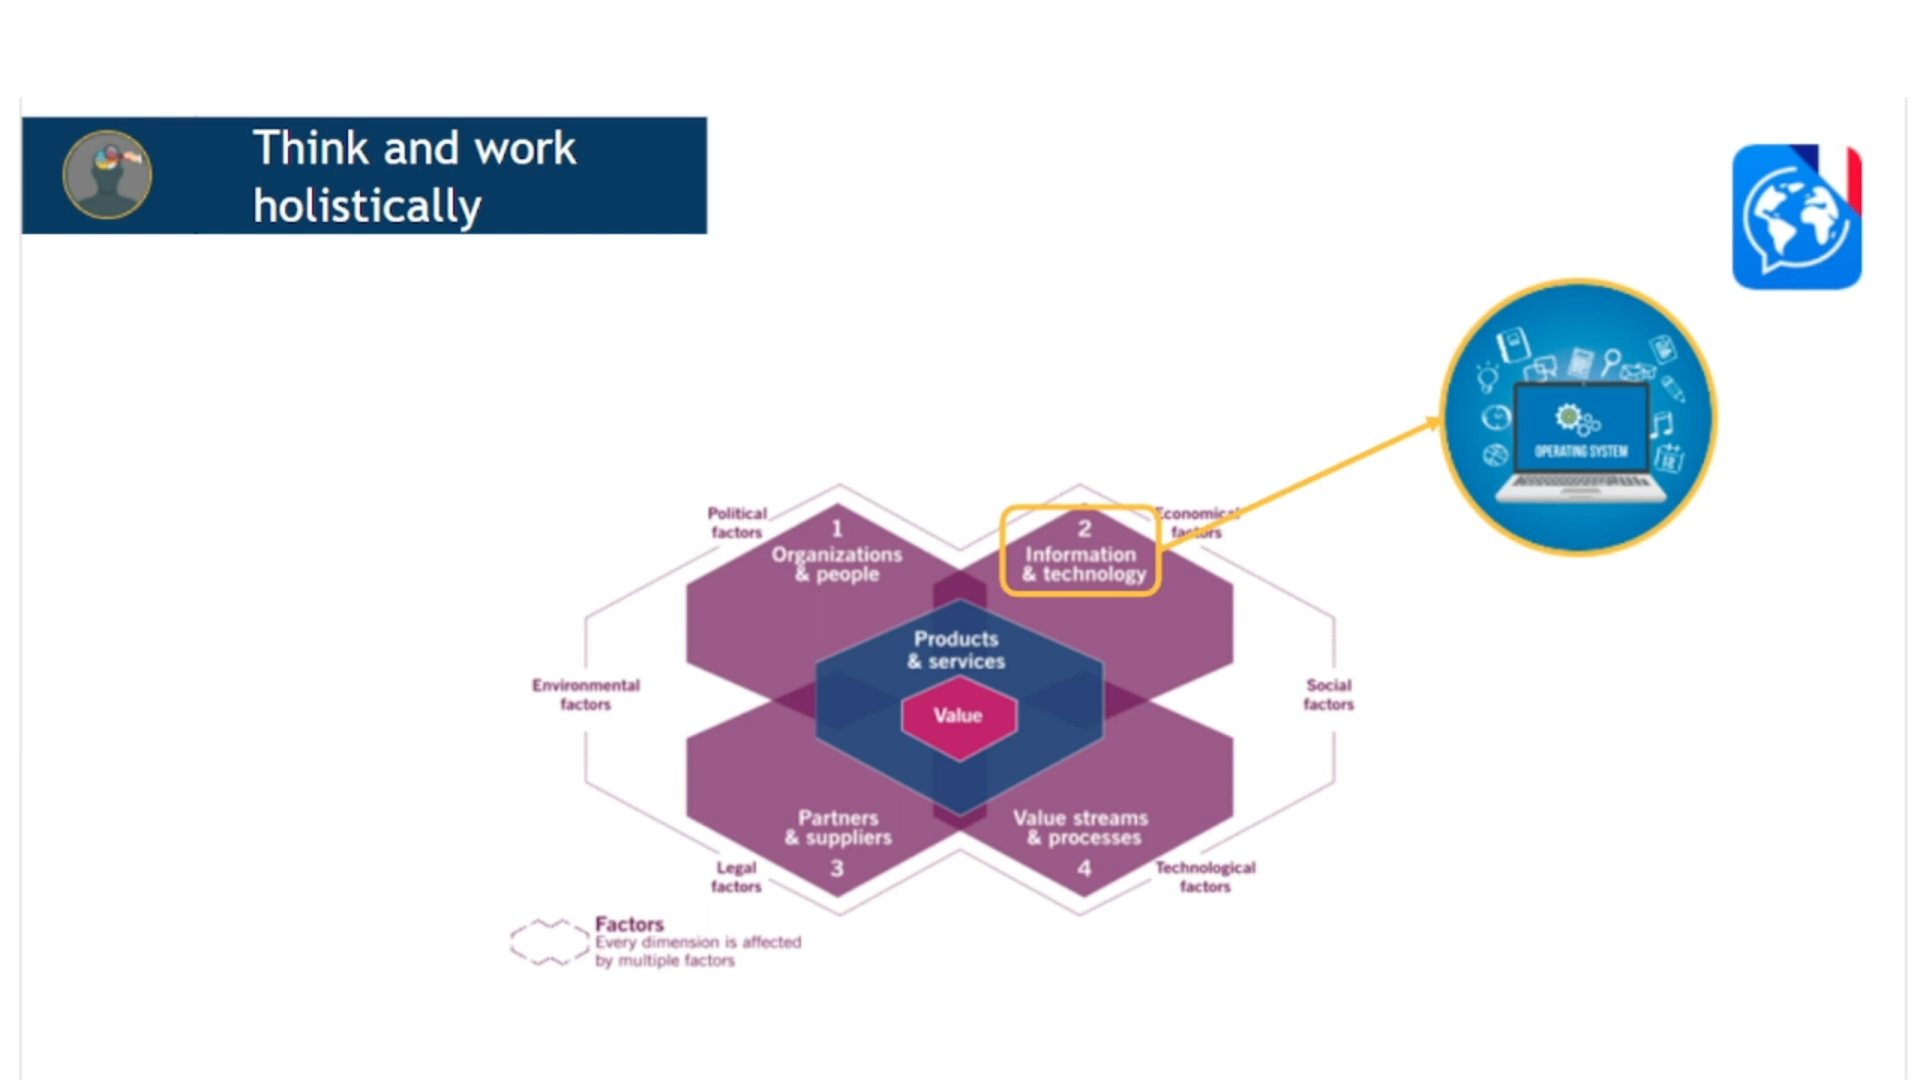 Think and work
holistically
OPERATING SYSTEM
Political
factors
1
Organizations
& people
2
Information
& technology
Economical
factors
Products
& services
Value
Environmental
factors
Social
factors
Partners
& suppliers
3
Value streams
& processes
4
Legal
factors
Technological
factors
Factors
Every dimension is affected
by multiple factors